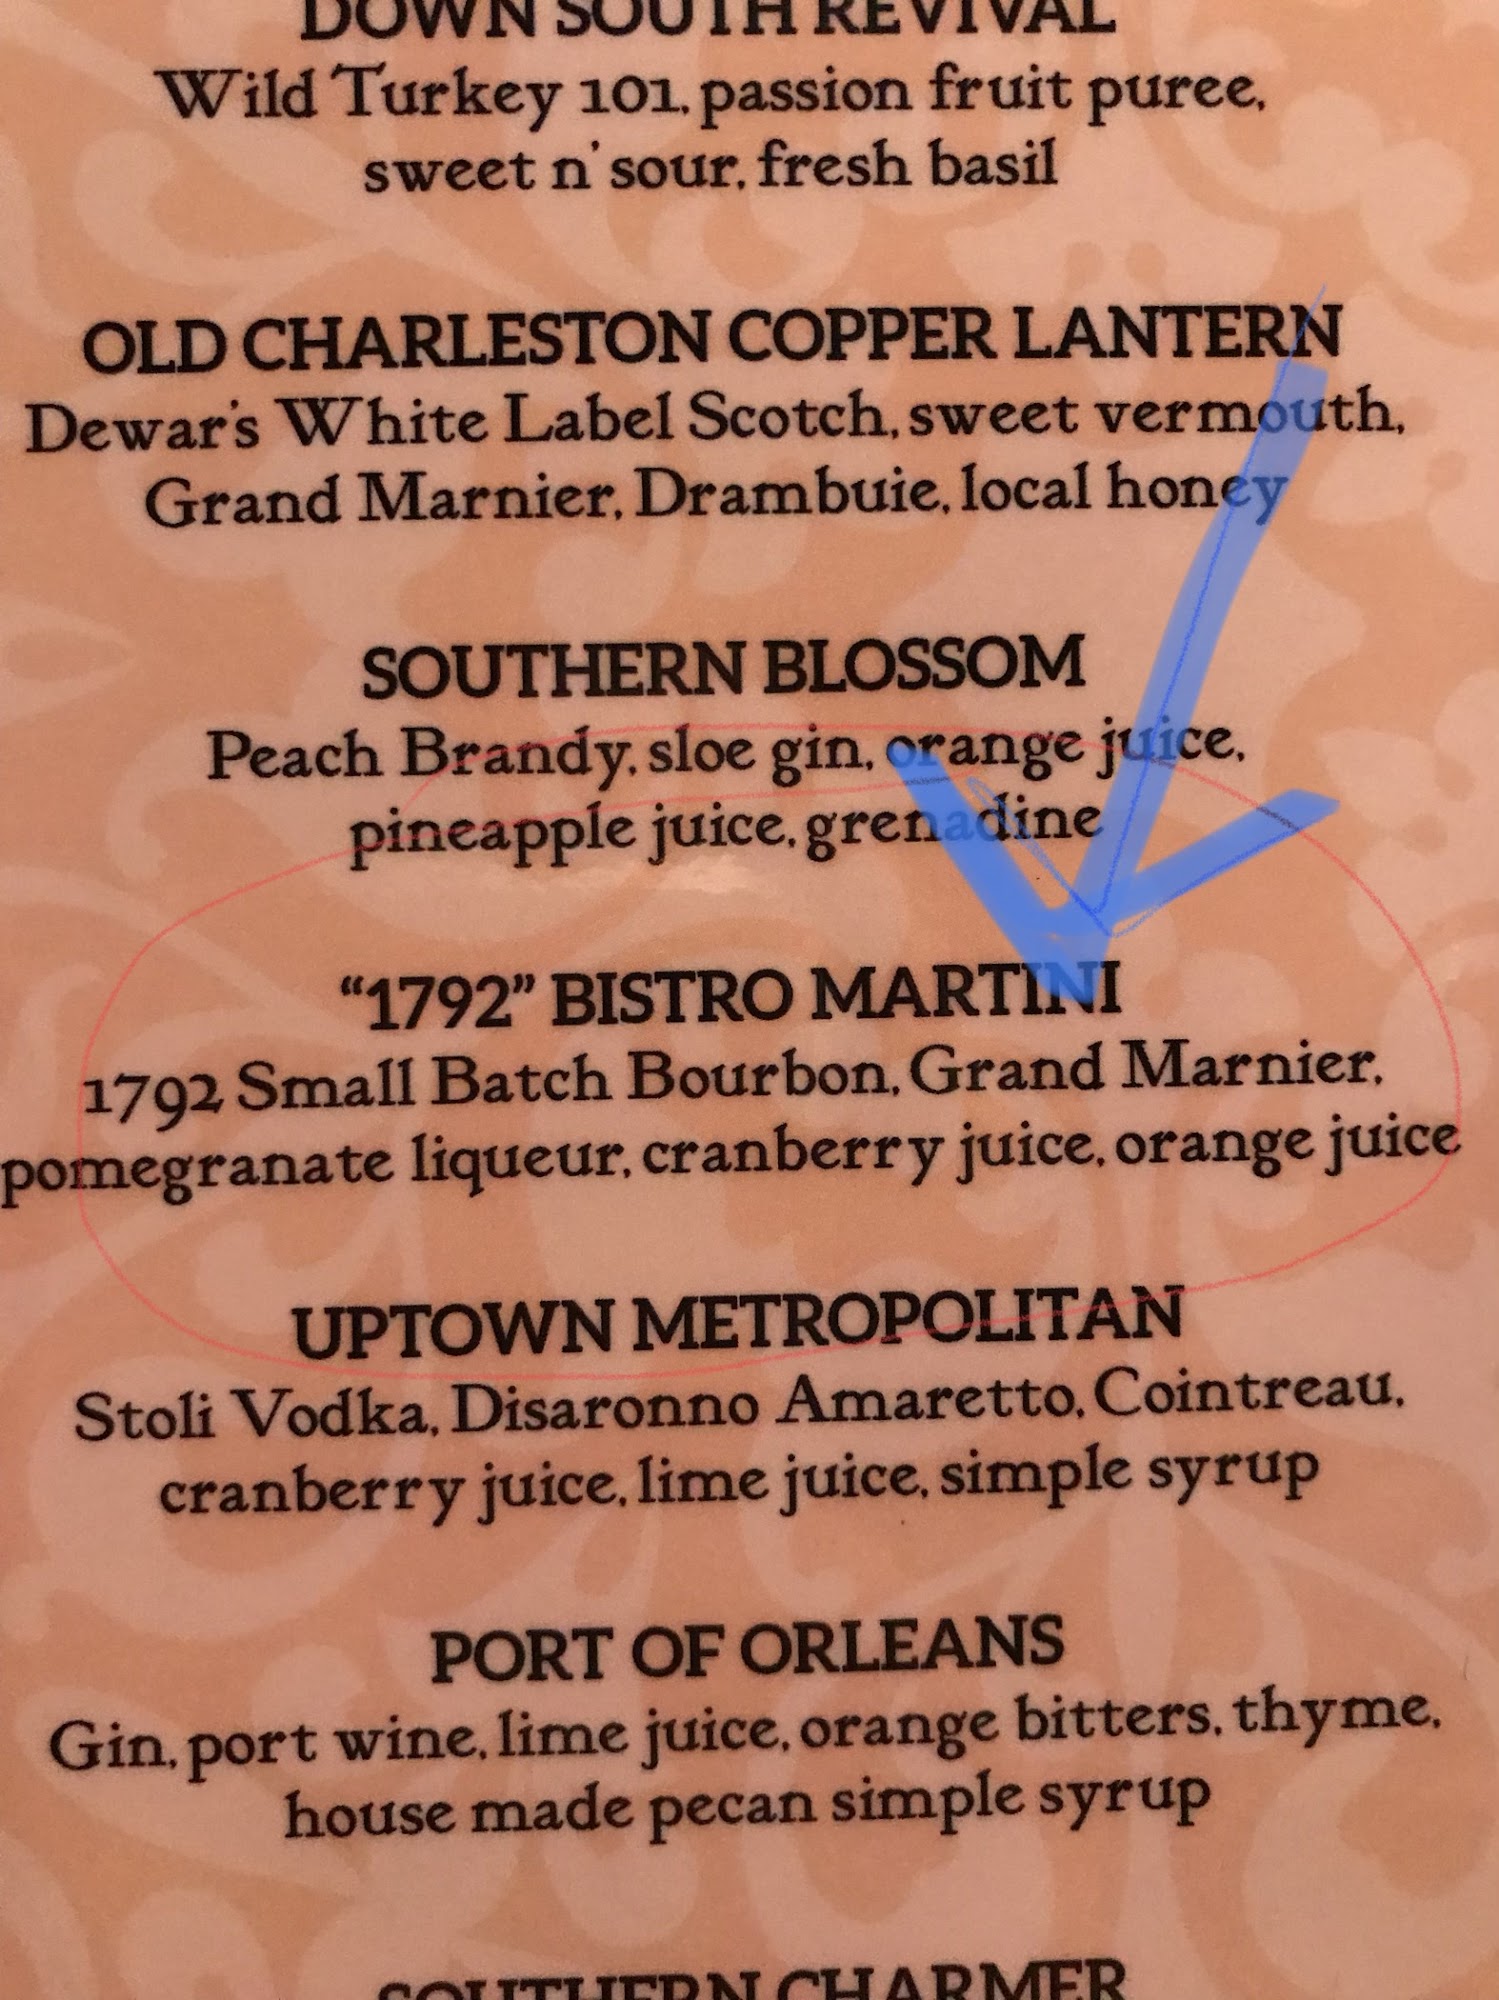 DOWN SOUTH REVIVAL
Wild Turkey 101, passion fruit puree,
sweet n' sour, fresh basil
OLD CHARLESTON COPPER LANTERN
Dewar's White Label Scotch, sweet vermouth,
Grand Marnier, Drambuie, local honey
SOUTHERN BLOSSOM
Peach Brandy, sloe gin, orange juice,
pineapple juice, grenadine
“1792” BISTRO MARTINI
1792 Small Batch Bourbon, Grand Marnier,
pomegranate liqueur, cranberry juice, orange juice
UPTOWN METROPOLITAN
Stoli Vodka, Disaronno Amaretto, Cointreau,
cranberry juice, lime juice, simple syrup
PORT OF ORLEANS
Gin, port wine, lime juice, orange bitters, thyme,
house made pecan simple syrup
SOUTHERN CHARMER